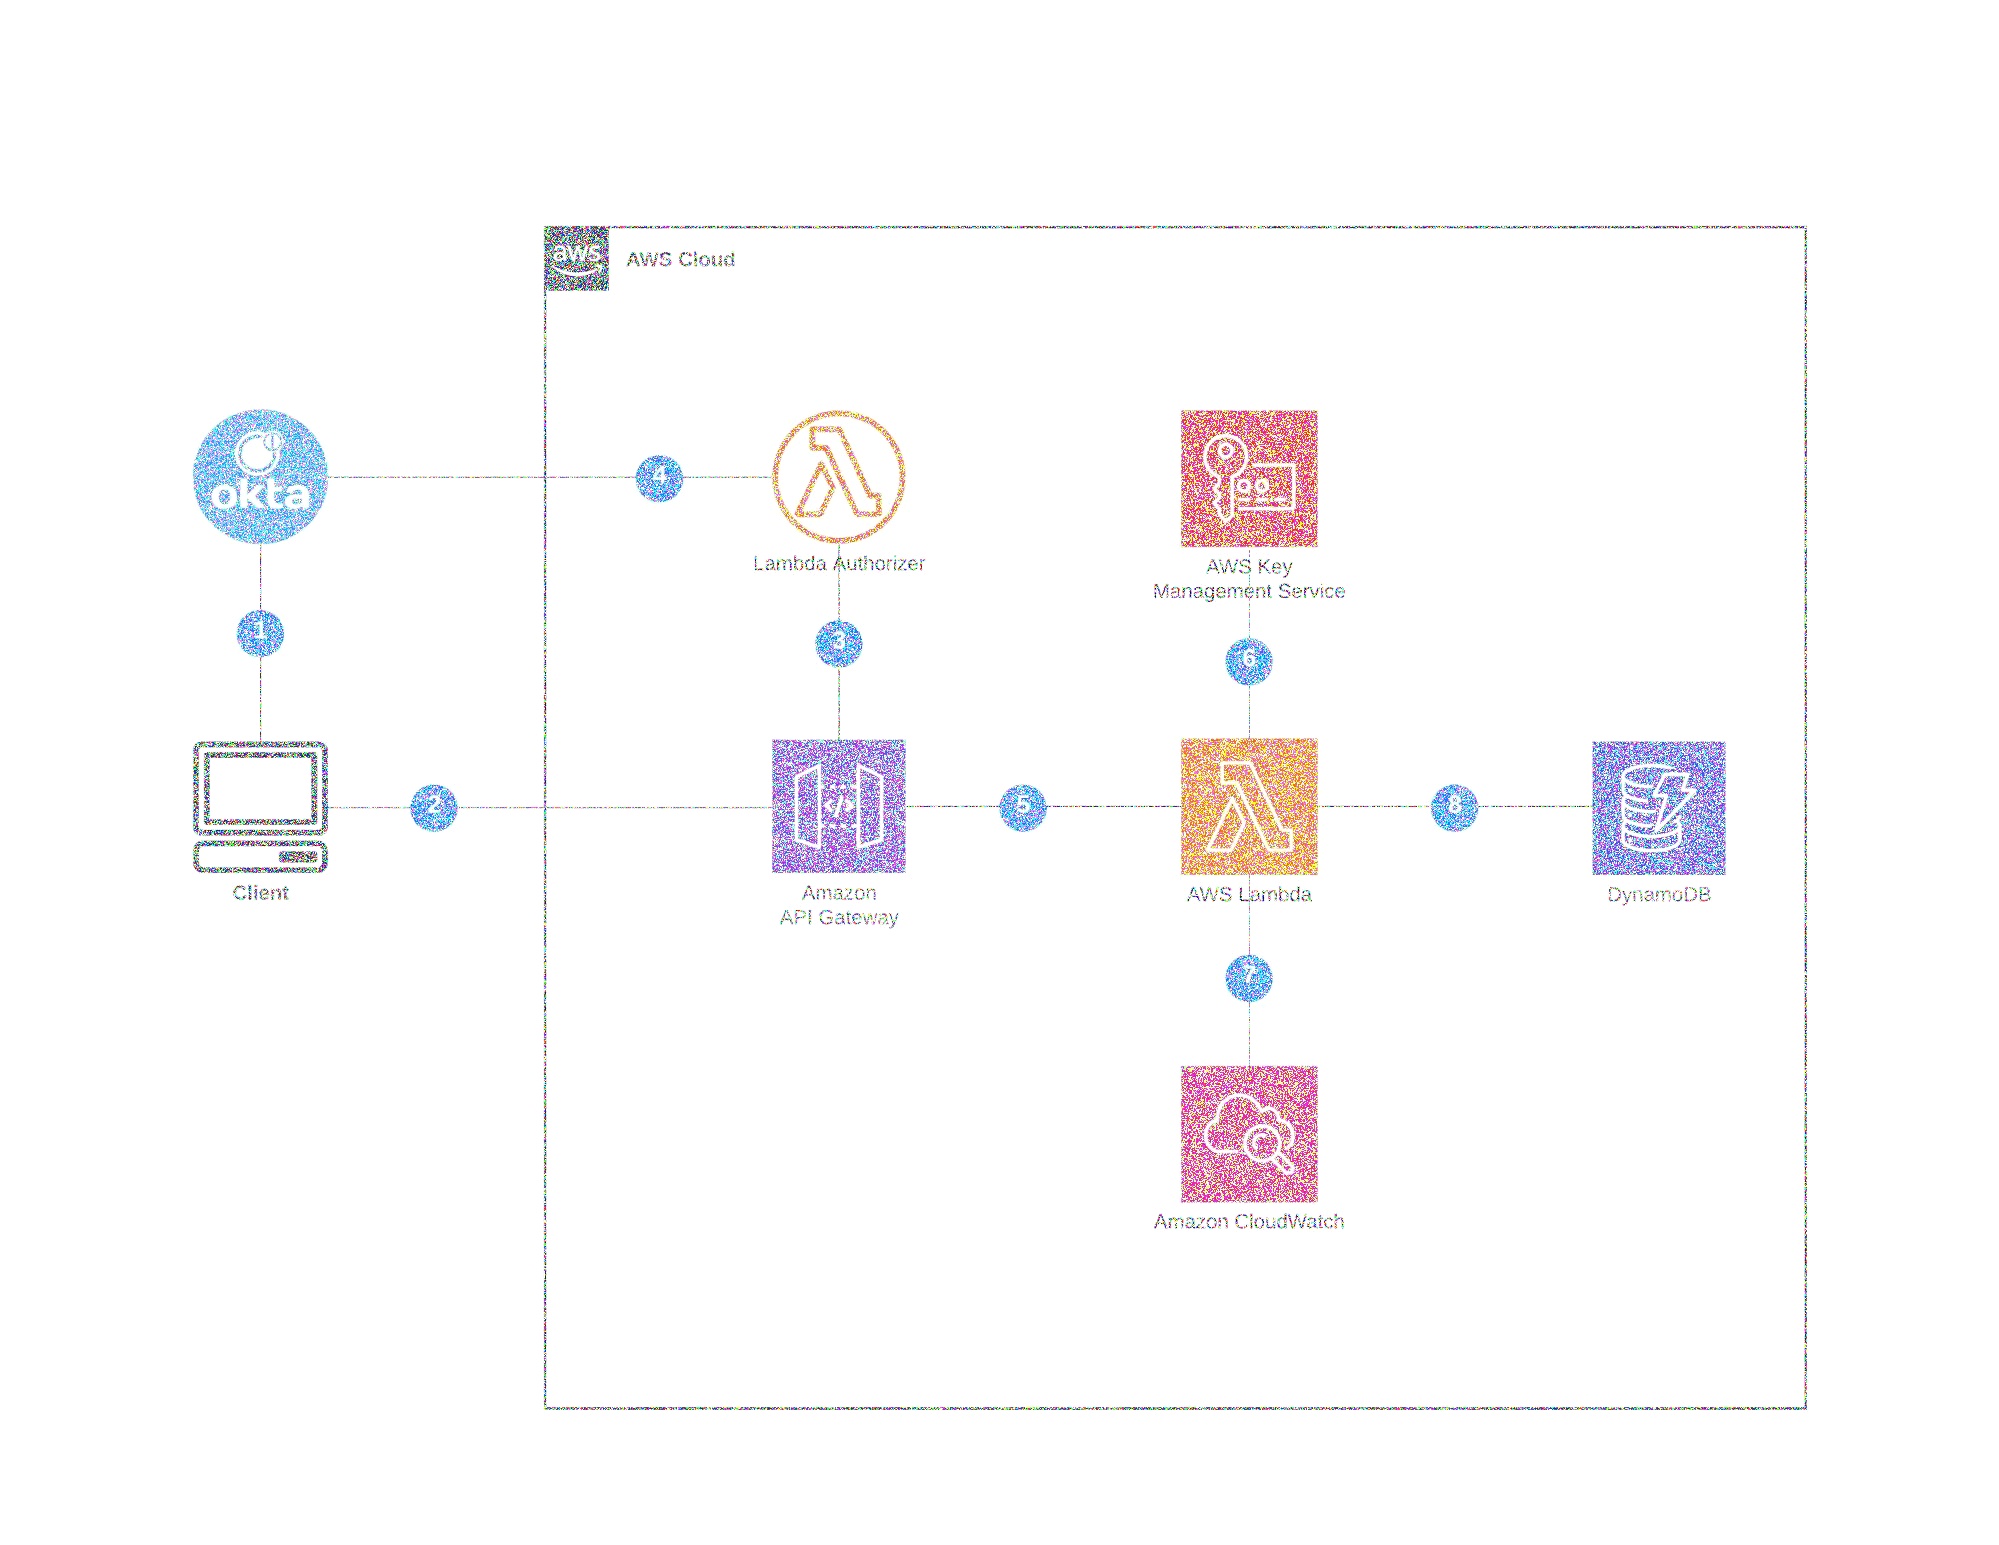 aws
AWS Cloud
okta
4
Lambda Authorizer
AWS Key
Management Service
1
3
6
2
</>
5
8
Client
Amazon
API Gateway
AWS Lambda
DynamoDB
7
Amazon CloudWatch